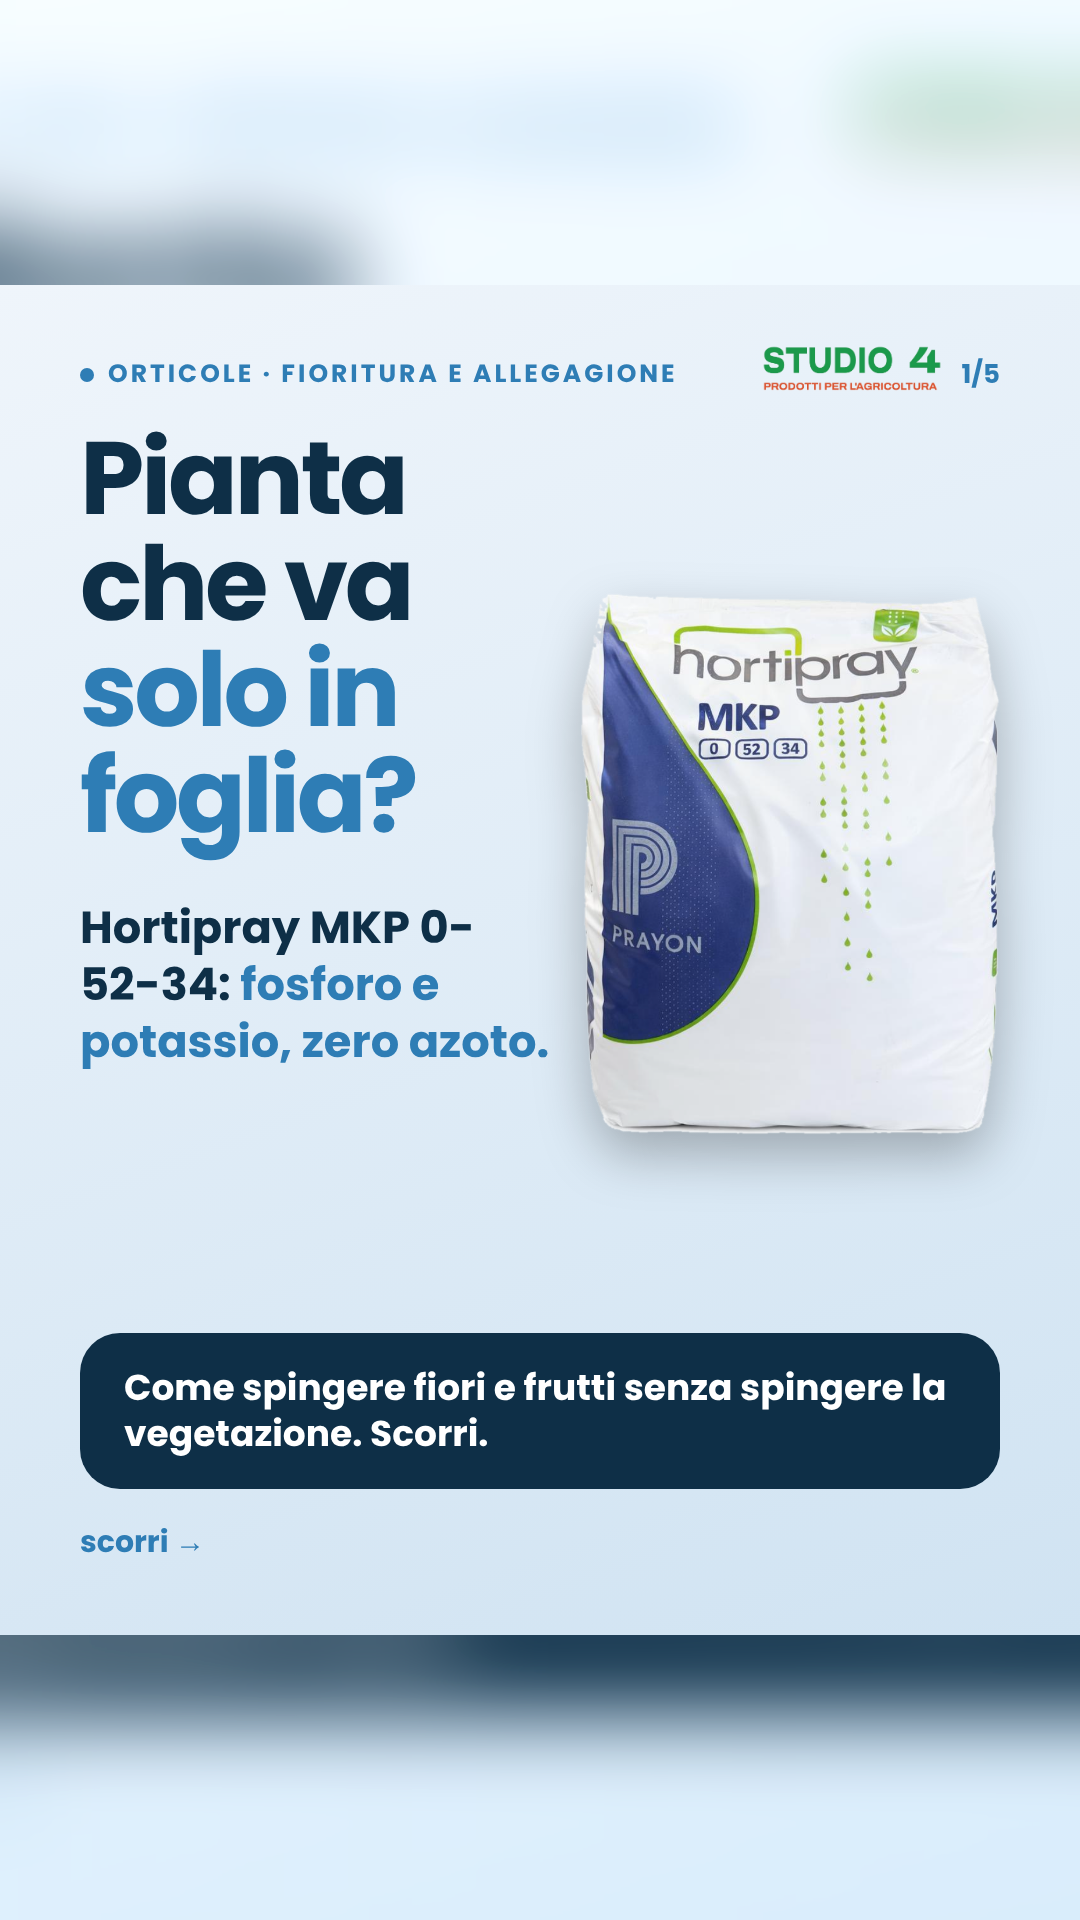 ORTICOLE · FIORITURA E ALLEGAGIONE
STUDIO 4
PRODOTTI PER L'AGRICOLTURA
1/5
Pianta
che va
solo in
foglia?
Hortipray MKP 0-
52-34: fosforo e
potassio, zero azoto.
hortipray
MKP
0 52 34
P
PRAYON
MKP
Come spingere fiori e frutti senza spingere la
vegetazione. Scorri.
scorri →